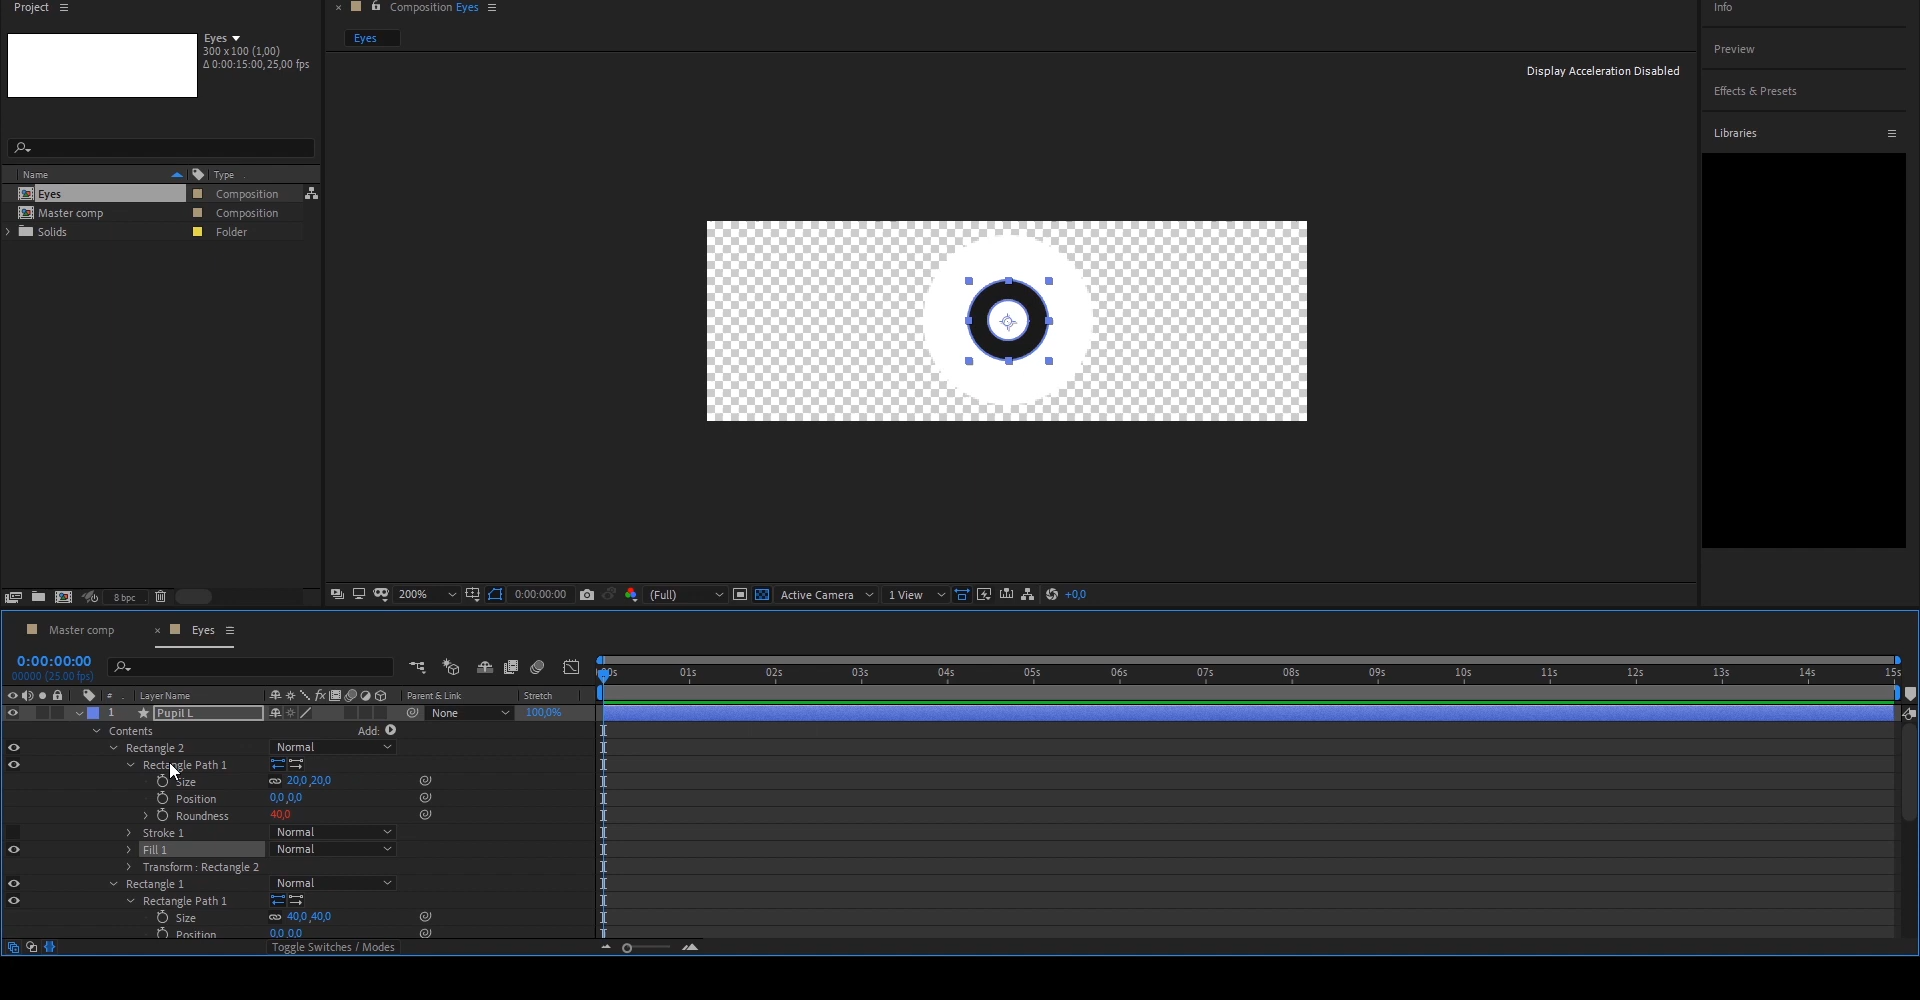 Project
Composition Eyes
Info
Eyes
300 x 100 (1,00)
Δ 0:00:15:00, 25,00 fps
Eyes
Preview
Display Acceleration Disabled
Effects & Presets
Libraries
Name
Type
Eyes
Composition
Master comp
Composition
Solids
Folder
8 bpc
200%
0:00:00:00
(Full)
Active Camera
1 View
+0,0
Master comp
Eyes
0:00:00:00
00000 (25.00 fps)
:00s 01s 02s 03s 04s 05s 06s 07s 08s 09s 10s 11s 12s 13s 14s 15s
# Layer Name fx Parent & Link Stretch
1 Pupil L None 100,0%
Contents Add:
Rectangle 2 Normal
Rectangle Path 1
Size 20,0,20,0
Position 0,0,0,0
Roundness 40,0
Stroke 1 Normal
Fill 1 Normal
Transform : Rectangle 2
Rectangle 1 Normal
Rectangle Path 1
Size 40,0,40,0
Position 0,0,0,0
Toggle Switches / Modes